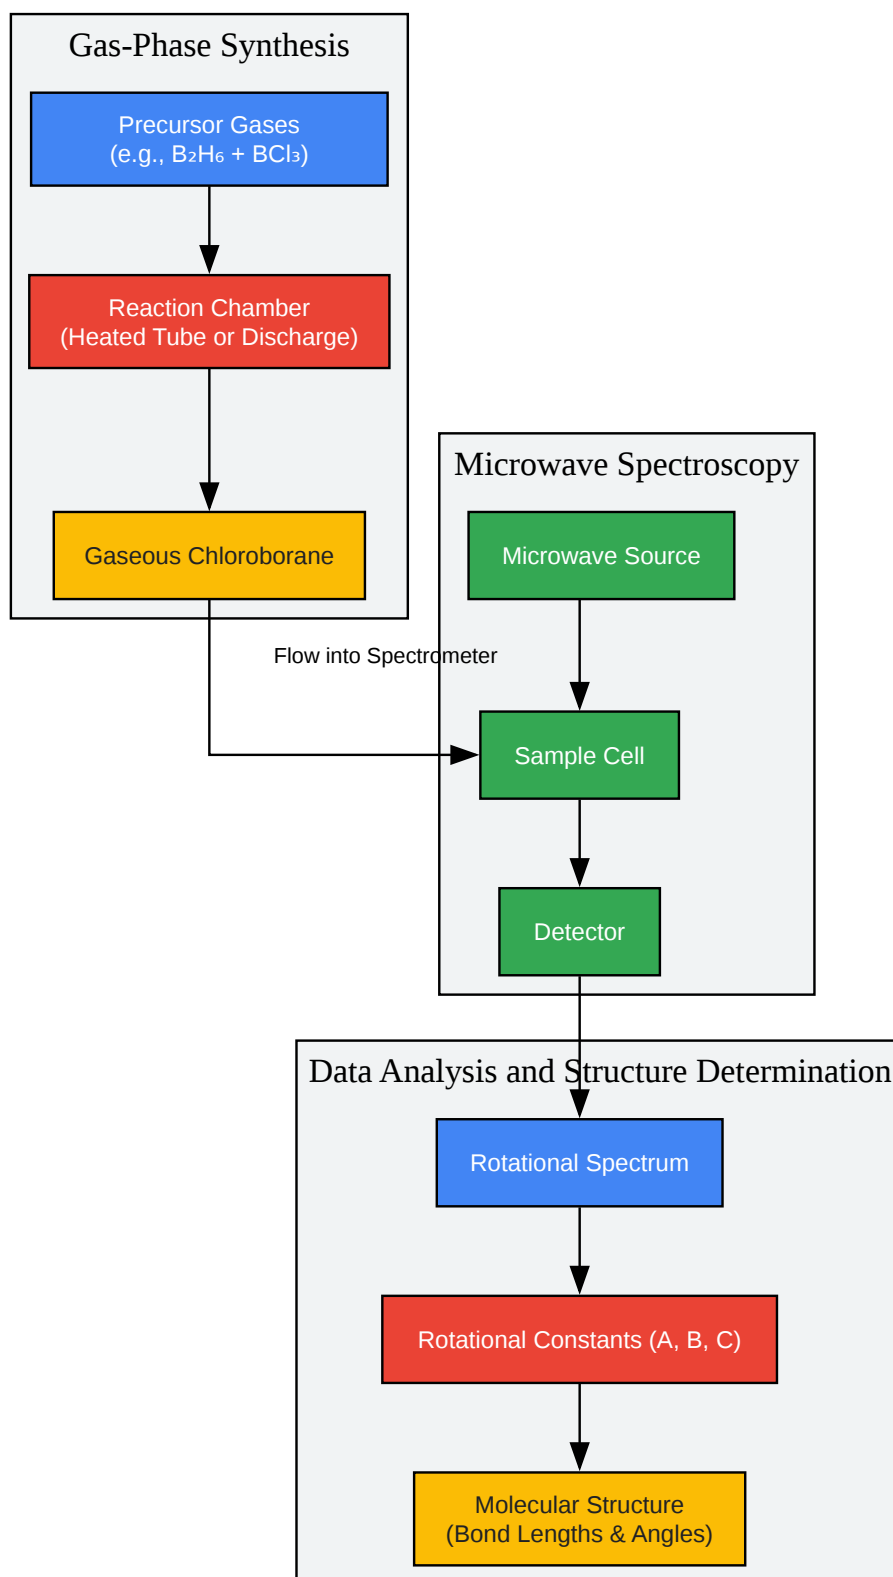 Gas-Phase Synthesis
Precursor Gases
(e.g., B₂H₆ + BCl₃)
Reaction Chamber
(Heated Tube or Discharge)
Gaseous Chloroborane
Flow into Spectrometer
Microwave Spectroscopy
Microwave Source
Sample Cell
Detector
Data Analysis and Structure Determination
Rotational Spectrum
Rotational Constants (A, B, C)
Molecular Structure
(Bond Lengths & Angles)